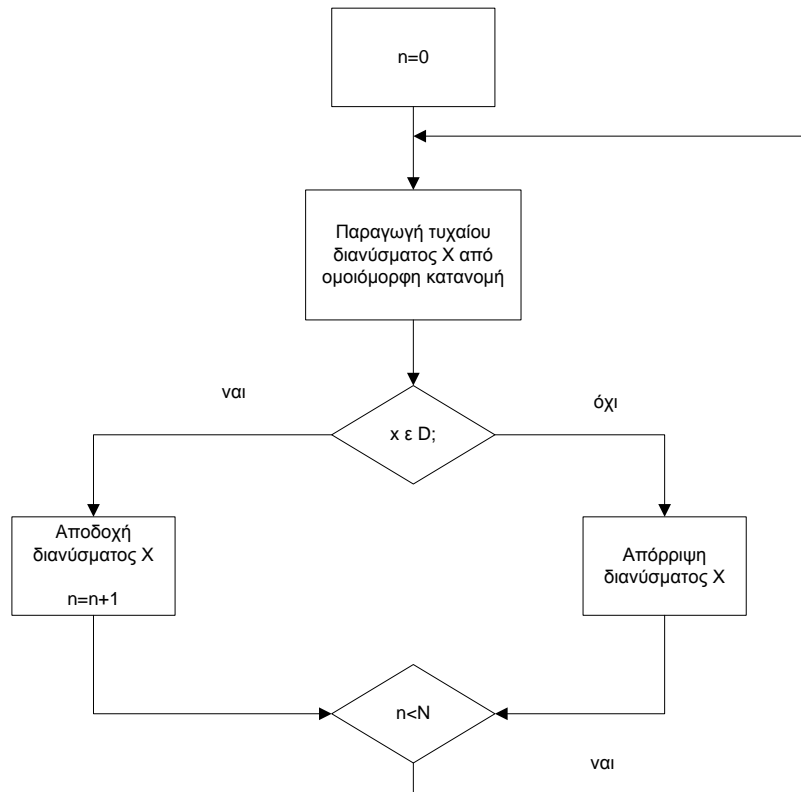 n=0
Παραγωγή τυχαίου
διανύσματος Χ από
ομοιόμορφη κατανομή
ναι
όχι
x ε D;
Αποδοχή
διανύσματος Χ
n=n+1
Απόρριψη
διανύσματος Χ
n<N
ναι